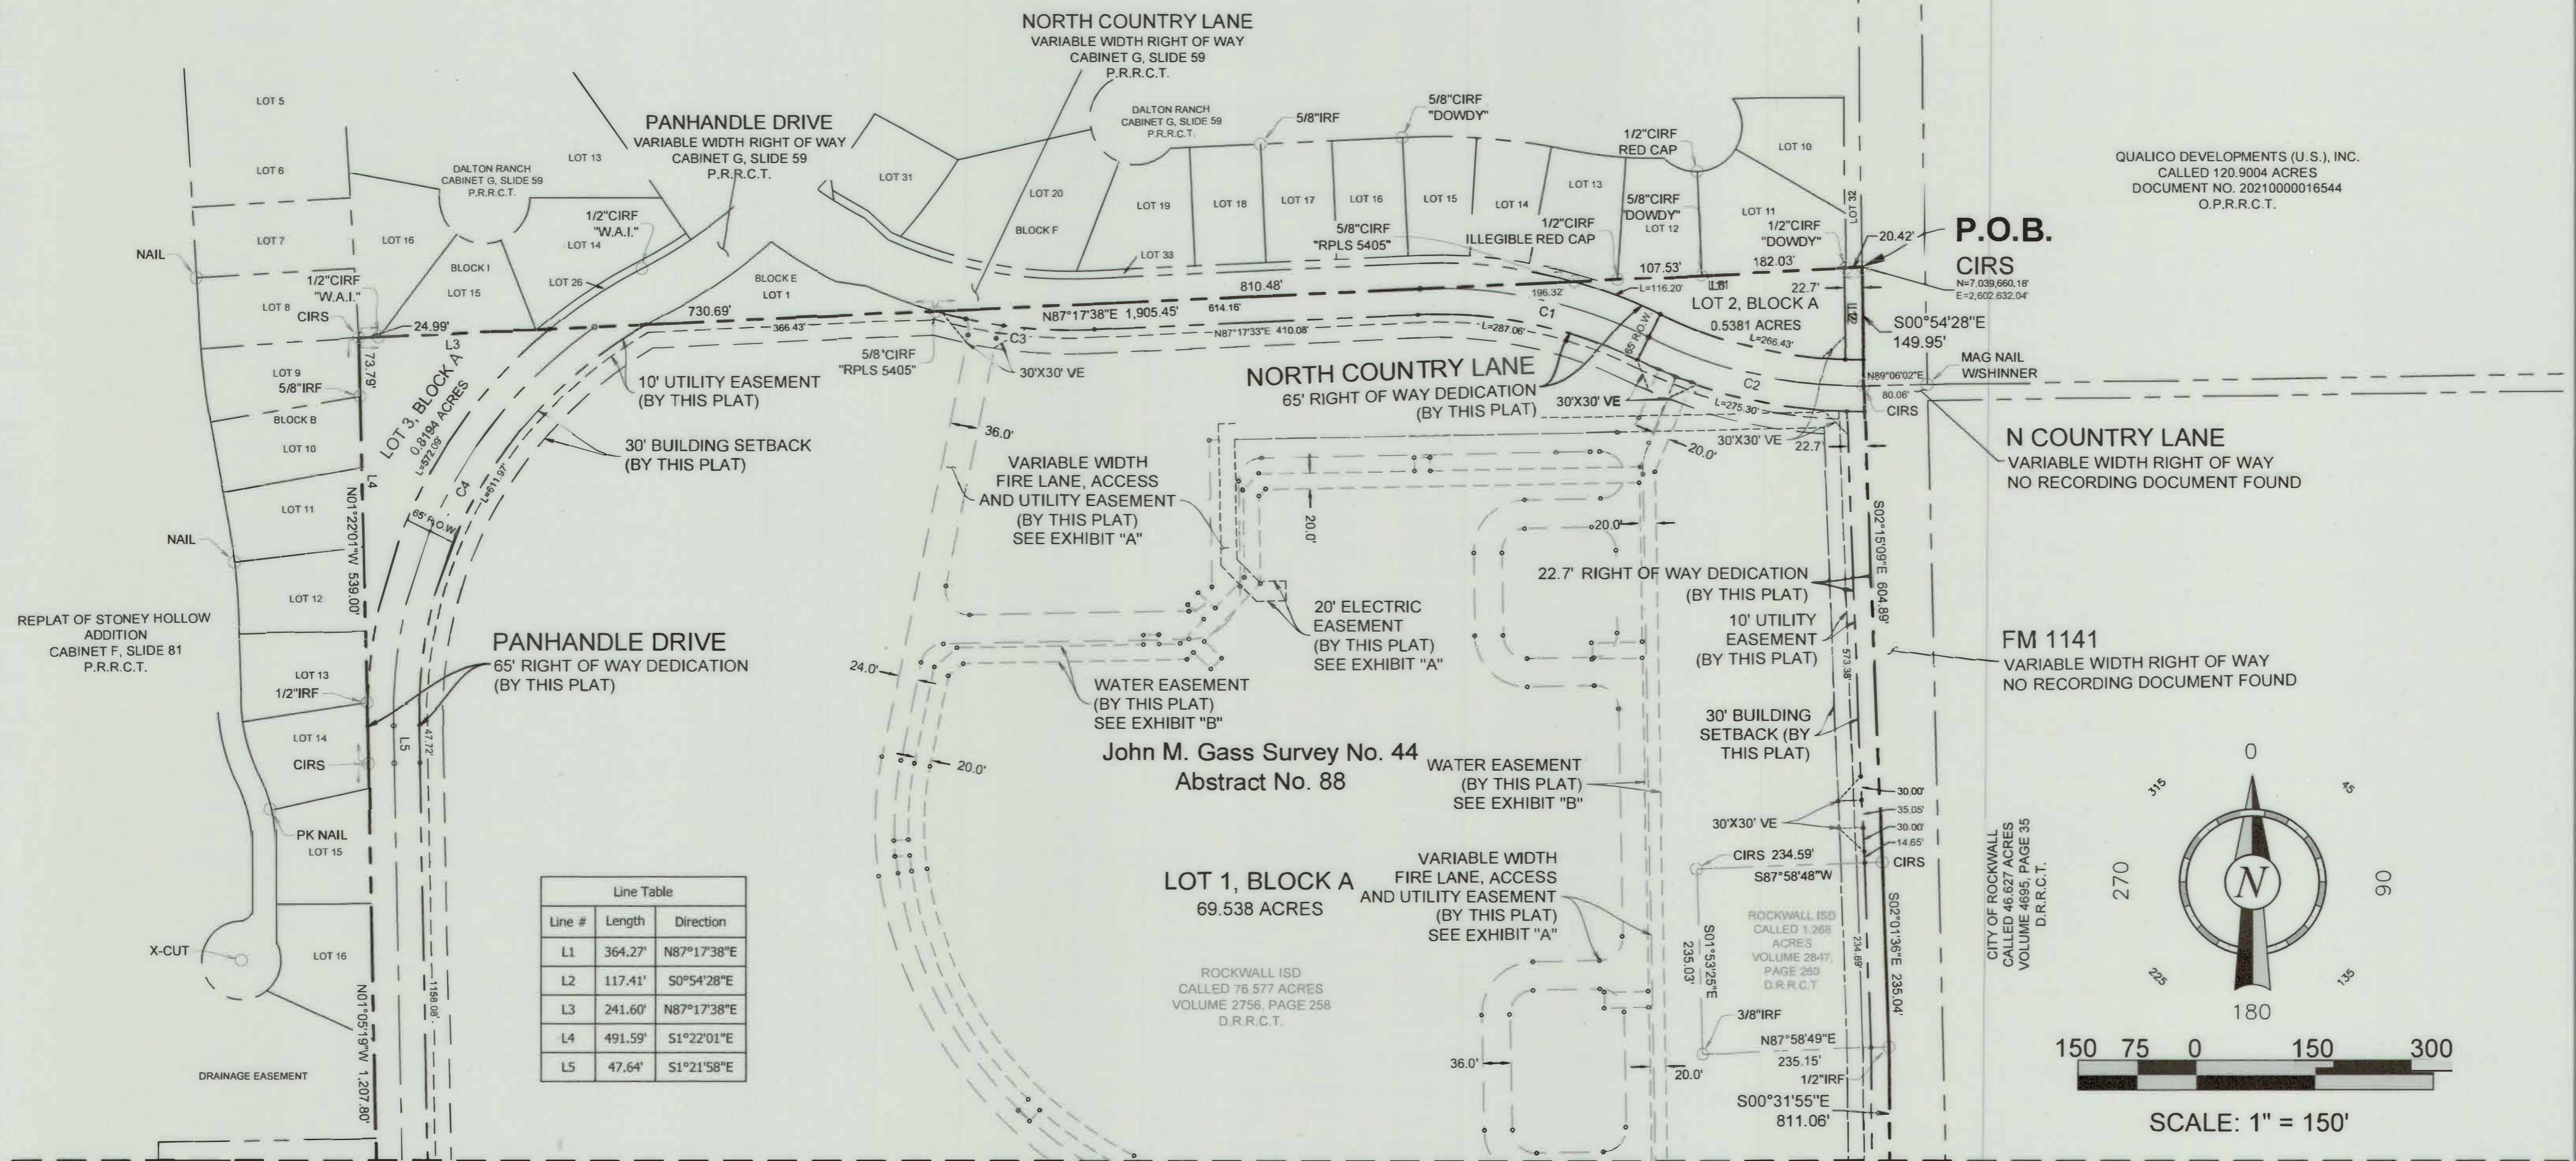 NORTH COUNTRY LANE
VARIABLE WIDTH RIGHT OF WAY
CABINET G, SLIDE 59
P.R.R.C.T.
PANHANDLE DRIVE
VARIABLE WIDTH RIGHT OF WAY
CABINET G, SLIDE 59
P.R.R.C.T.
DALTON RANCH
CABINET G, SLIDE 59
P.R.R.C.T.
5/8"IRF
5/8"CIRF
"DOWDY"
1/2"CIRF
RED CAP
LOT 10
QUALICO DEVELOPMENTS (U.S.), INC.
CALLED 120.9004 ACRES
DOCUMENT NO. 20210000016544
O.P.R.R.C.T.
LOT 5
LOT 6
LOT 7
LOT 8
LOT 9
BLOCK B
LOT 10
LOT 11
LOT 12
LOT 13
LOT 14
LOT 15
LOT 16
DALTON RANCH
CABINET G, SLIDE 59
P.R.R.C.T.
LOT 13
LOT 16
LOT 14
BLOCK I
LOT 15
LOT 26
1/2"CIRF
"W.A.I."
NAIL
1/2"CIRF
"W.A.I."
CIRS
24.99'
L3
73.79'
5/8"IRF
NAIL
1/2"IRF
CIRS
PK NAIL
X-CUT
DRAINAGE EASEMENT
REPLAT OF STONEY HOLLOW
ADDITION
CABINET F, SLIDE 81
P.R.R.C.T.
LOT 31
BLOCK E
LOT 1
LOT 20
BLOCK F
LOT 19
LOT 18
LOT 17
LOT 16
LOT 15
LOT 14
LOT 13
LOT 12
LOT 11
LOT 33
LOT 32
5/8"CIRF
"RPLS 5405"
1/2"CIRF
ILLEGIBLE RED CAP
5/8"CIRF
"DOWDY"
1/2"CIRF
"DOWDY"
20.42'
P.O.B.
CIRS
N=7,039,660.18'
E=2,602,632.04'
730.69'
366.43'
810.48'
N87°17'38"E 1,905.45'
614.16'
N87°17'33"E 410.08'
196.32'
107.53'
182.03'
L=116.20'
22.7'
LOT 2, BLOCK A
0.5381 ACRES
L=266.43'
L=287.06'
C1
C2
C3
65' R.O.W.
S00°54'28"E
149.95'
MAG NAIL
W/SHINNER
N89°06'02"E
80.06'
CIRS
5/8"CIRF
"RPLS 5405"
30'X30' VE
NORTH COUNTRY LANE
65' RIGHT OF WAY DEDICATION
(BY THIS PLAT)
30'X30' VE
L=275.30'
30'X30' VE
22.7'
20.0'
N COUNTRY LANE
VARIABLE WIDTH RIGHT OF WAY
NO RECORDING DOCUMENT FOUND
LOT 3, BLOCK A
0.8194 ACRES
L=572.09'
C4
L=611.97'
65' R.O.W.
10' UTILITY EASEMENT
(BY THIS PLAT)
30' BUILDING SETBACK
(BY THIS PLAT)
36.0'
VARIABLE WIDTH
FIRE LANE, ACCESS
AND UTILITY EASEMENT
(BY THIS PLAT)
SEE EXHIBIT "A"
20.0'
20.0'
L4
N01°22'01"W 539.00'
PANHANDLE DRIVE
65' RIGHT OF WAY DEDICATION
(BY THIS PLAT)
L5
47.72'
24.0'
20.0'
WATER EASEMENT
(BY THIS PLAT)
SEE EXHIBIT "B"
20' ELECTRIC
EASEMENT
(BY THIS PLAT)
SEE EXHIBIT "A"
22.7' RIGHT OF WAY DEDICATION
(BY THIS PLAT)
10' UTILITY
EASEMENT
(BY THIS PLAT)
S02°15'09"E 604.89'
573.38'
FM 1141
VARIABLE WIDTH RIGHT OF WAY
NO RECORDING DOCUMENT FOUND
30' BUILDING
SETBACK (BY
THIS PLAT)
John M. Gass Survey No. 44
Abstract No. 88
WATER EASEMENT
(BY THIS PLAT)
SEE EXHIBIT "B"
30.00'
35.05'
30.00'
14.65'
30'X30' VE
CIRS 234.59'
S87°58'48"W
CIRS
LOT 1, BLOCK A
69.538 ACRES
VARIABLE WIDTH
FIRE LANE, ACCESS
AND UTILITY EASEMENT
(BY THIS PLAT)
SEE EXHIBIT "A"
ROCKWALL ISD
CALLED 76.577 ACRES
VOLUME 2756, PAGE 258
D.R.R.C.T.
ROCKWALL ISD
CALLED 1.268
ACRES
VOLUME 2847,
PAGE 260
D.R.R.C.T
S01°53'25"E
235.03'
234.69'
S02°01'36"E 235.04'
3/8"IRF
N87°58'49"E
235.15'
1/2"IRF
36.0'
20.0'
S00°31'55"E
811.06'
CITY OF ROCKWALL
CALLED 46.627 ACRES
VOLUME 4695, PAGE 35
D.R.R.C.T.
N01°05'19"W 1,207.80'
1158.08'
Line Table
Line # Length Direction
L1 364.27' N87°17'38"E
L2 117.41' S0°54'28"E
L3 241.60' N87°17'38"E
L4 491.59' S1°22'01"E
L5 47.64' S1°21'58"E
0
45
90
135
180
225
270
315
N
150 75 0 150 300
SCALE: 1" = 150'